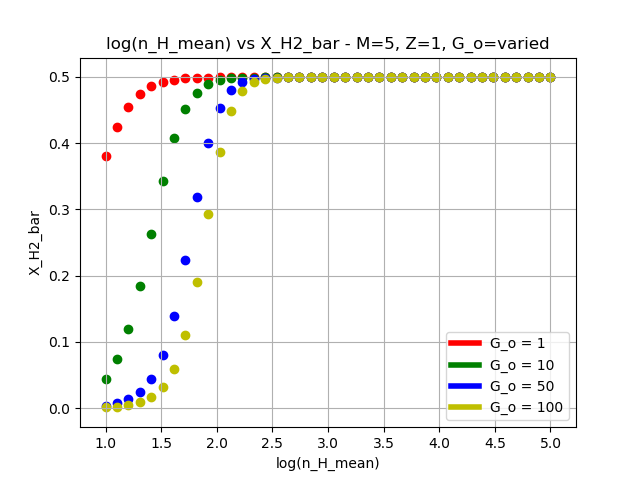 log(n_H_mean) vs X_H2_bar - M=5, Z=1, G_o=varied
X_H2_bar
0.5
0.4
0.3
0.2
0.1
0.0
G_o = 1
G_o = 10
G_o = 50
G_o = 100
1.0 1.5 2.0 2.5 3.0 3.5 4.0 4.5 5.0
log(n_H_mean)